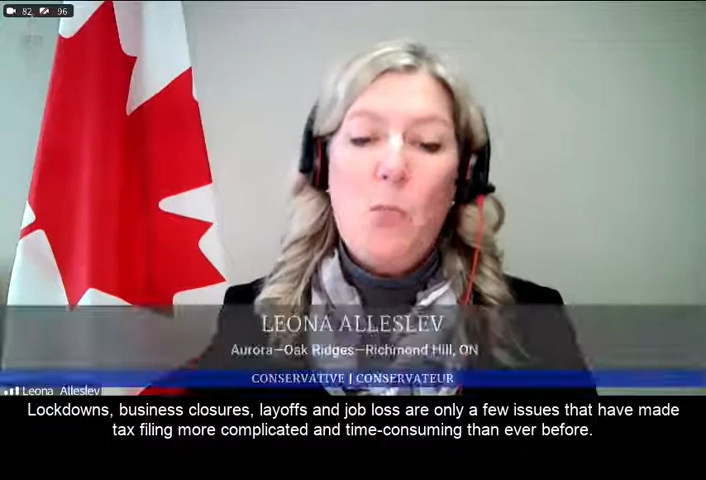 82 96
LEONA ALLESLEV
Aurora—Oak Ridges—Richmond Hill, ON
CONSERVATIVE | CONSERVATEUR
Leona Alleslev
Lockdowns, business closures, layoffs and job loss are only a few issues that have made
tax filing more complicated and time-consuming than ever before.